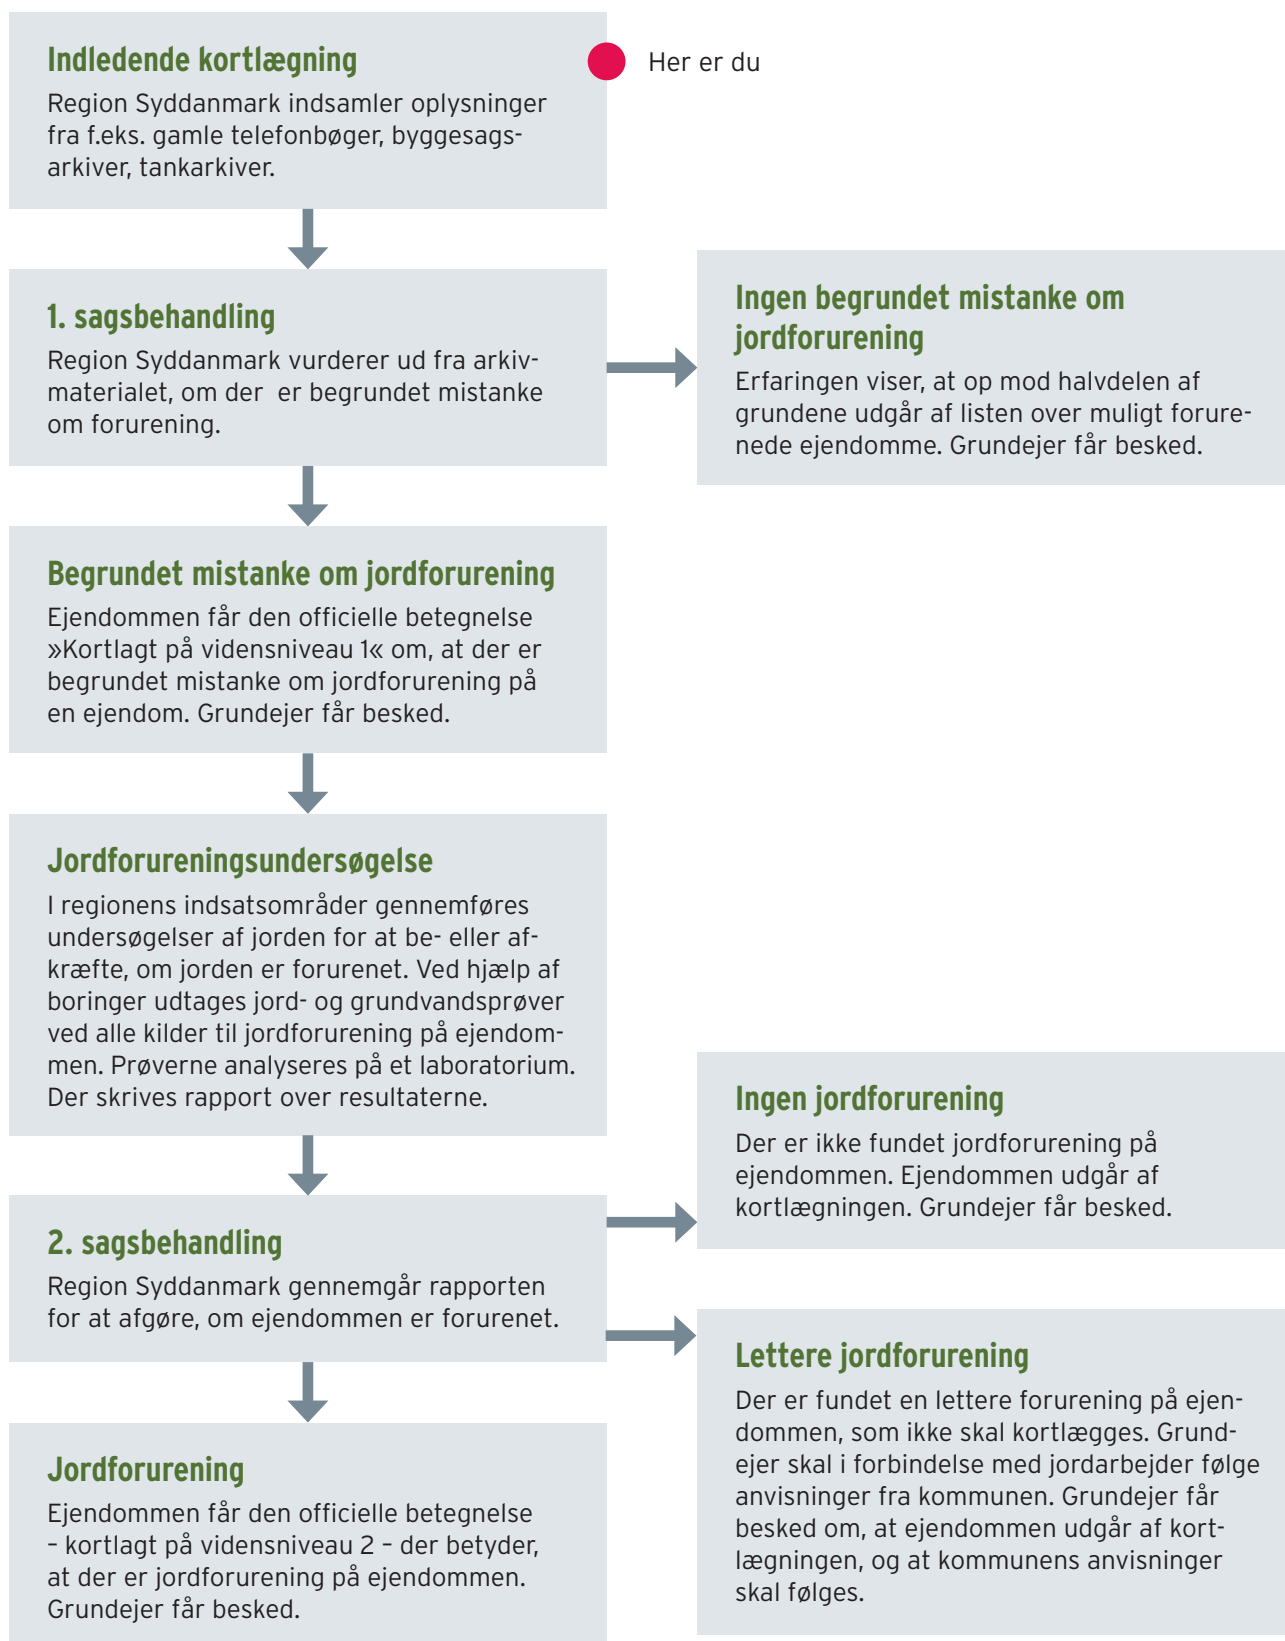 Indledende kortlægning
Region Syddanmark indsamler oplysninger
fra f.eks. gamle telefonbøger, byggesags-
arkiver, tankarkiver.
Her er du
1. sagsbehandling
Region Syddanmark vurderer ud fra arkiv-
materialet, om der er begrundet mistanke
om forurening.
Ingen begrundet mistanke om
jordforurening
Erfaringen viser, at op mod halvdelen af
grundene udgår af listen over muligt forure-
nede ejendomme. Grundejer får besked.
Begrundet mistanke om jordforurening
Ejendommen får den officielle betegnelse
»Kortlagt på vidensniveau 1« om, at der er
begrundet mistanke om jordforurening på
en ejendom. Grundejer får besked.
Jordforureningsundersøgelse
I regionens indsatsområder gennemføres
undersøgelser af jorden for at be- eller af-
kræfte, om jorden er forurenet. Ved hjælp af
boringer udtages jord- og grundvandsprøver
ved alle kilder til jordforurening på ejendom-
men. Prøverne analyseres på et laboratorium.
Der skrives rapport over resultaterne.
2. sagsbehandling
Region Syddanmark gennemgår rapporten
for at afgøre, om ejendommen er forurenet.
Ingen jordforurening
Der er ikke fundet jordforurening på
ejendommen. Ejendommen udgår af
kortlægningen. Grundejer får besked.
Lettere jordforurening
Der er fundet en lettere forurening på ejen-
dommen, som ikke skal kortlægges. Grund-
ejer skal i forbindelse med jordarbejder følge
anvisninger fra kommunen. Grundejer får
besked om, at ejendommen udgår af kort-
lægningen, og at kommunens anvisninger
skal følges.
Jordforurening
Ejendommen får den officielle betegnelse
– kortlagt på vidensniveau 2 – der betyder,
at der er jordforurening på ejendommen.
Grundejer får besked.